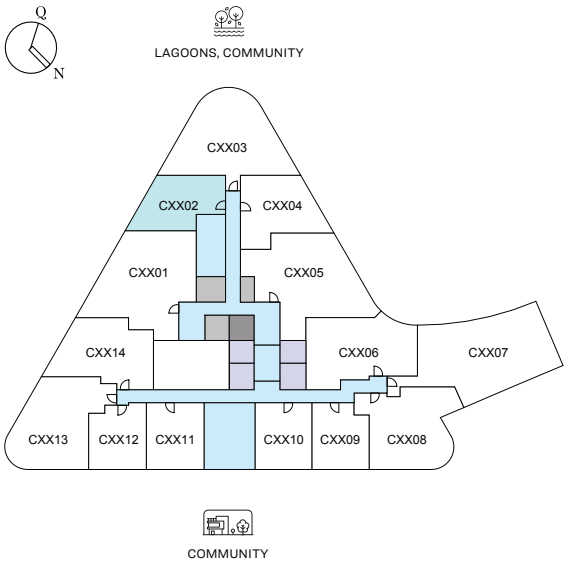 Q
N
LAGOONS, COMMUNITY
CXX03
CXX02
CXX04
CXX01
CXX05
CXX14
CXX06
CXX07
CXX13
CXX12
CXX11
CXX10
CXX09
CXX08
COMMUNITY